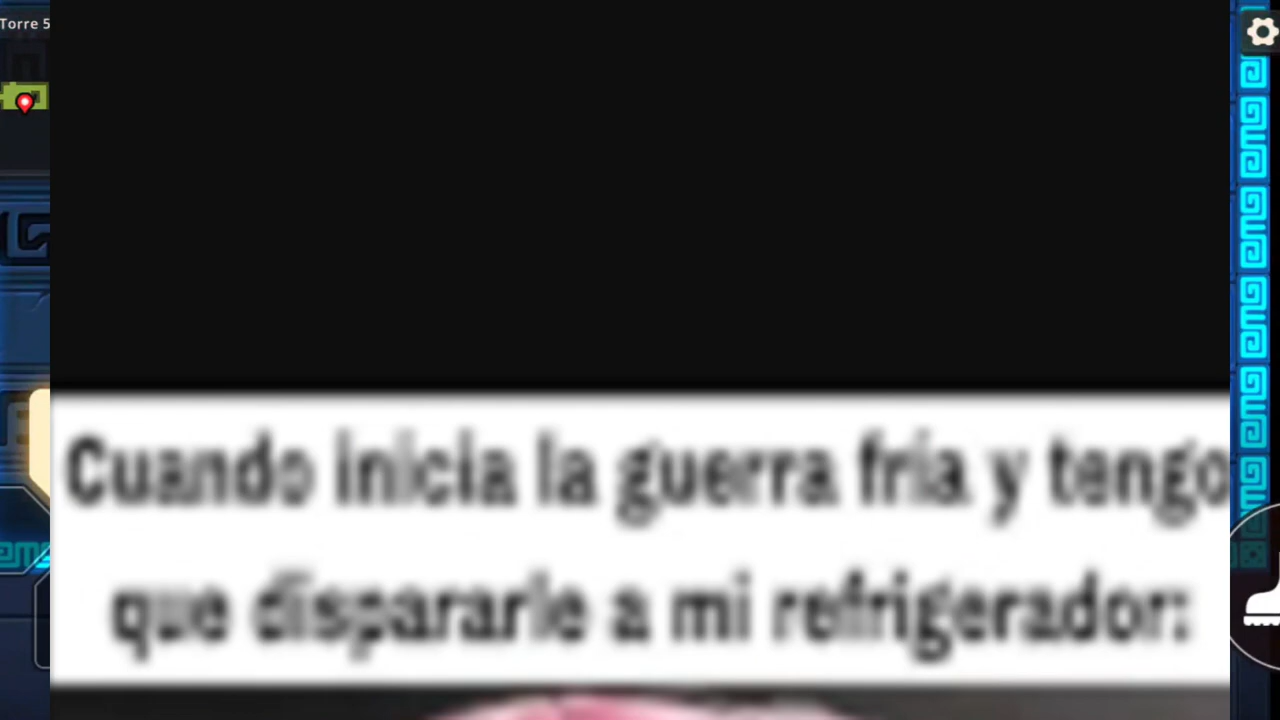 Torre 5
Cuando inicia la guerra fría y tengo
que dispararle a mi refrigerador: